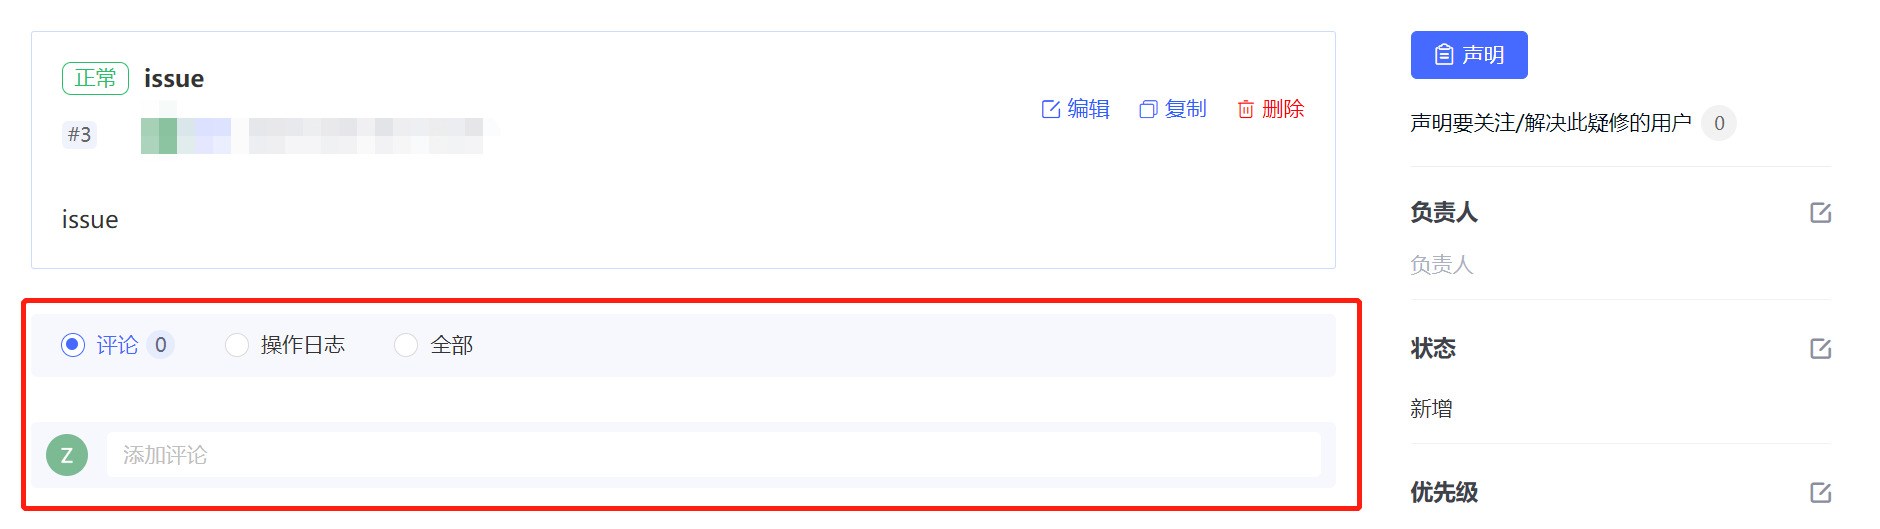 正常 issue
#3
编辑 复制 删除
issue
评论 0 操作日志 全部
Z 添加评论
声明
声明要关注/解决此疑修的用户 0
负责人
负责人
状态
新增
优先级